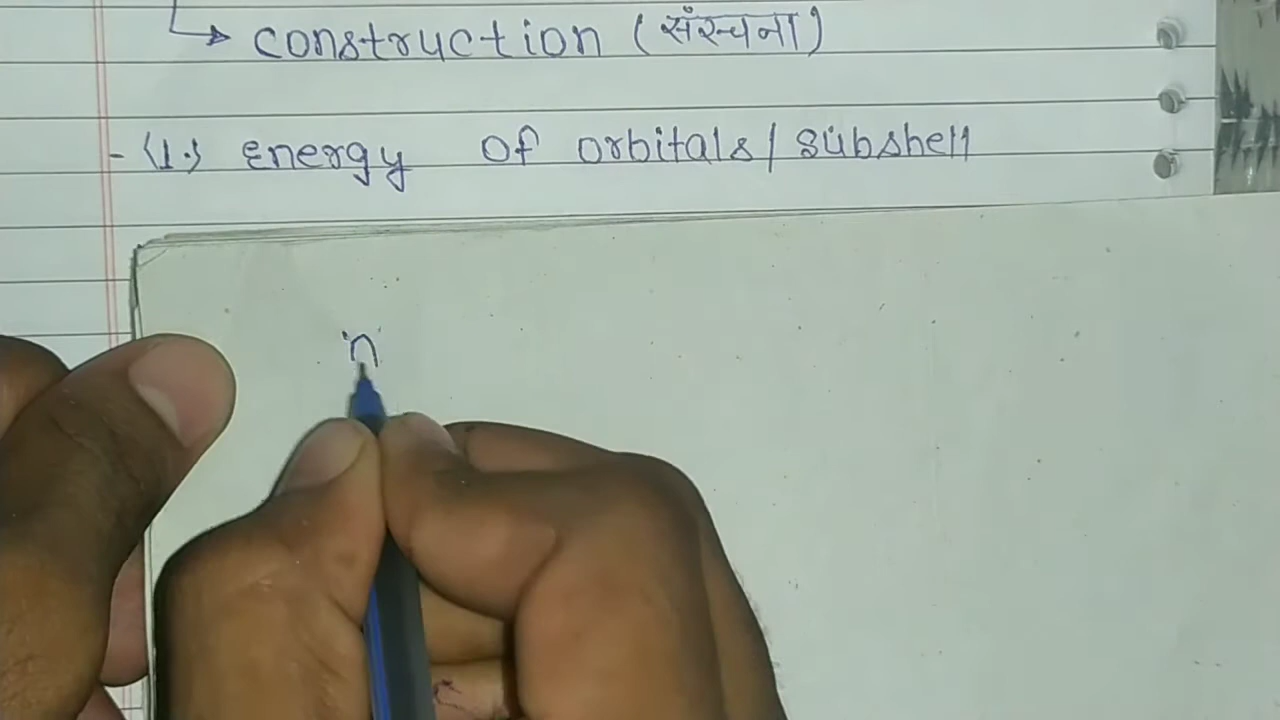 construction (संरचना)
(1.) energy of orbitals/subshell
'n'